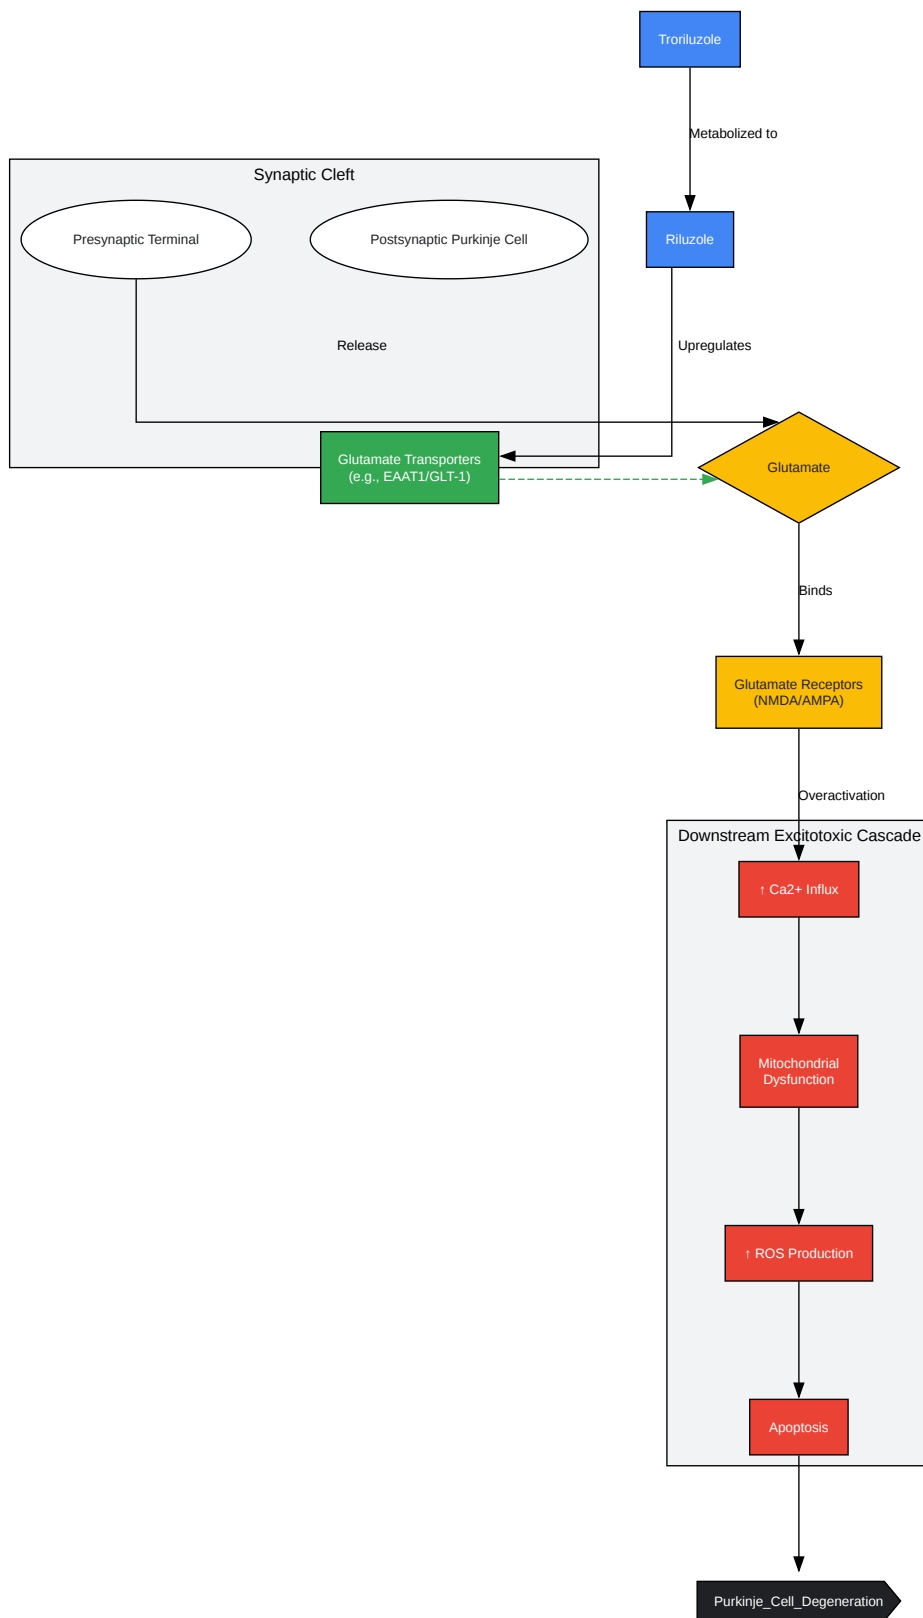 Troriluzole
Metabolized to
Synaptic Cleft
Presynaptic Terminal
Postsynaptic Purkinje Cell
Riluzole
Release
Upregulates
Glutamate Transporters
(e.g., EAAT1/GLT-1)
Glutamate
Binds
Glutamate Receptors
(NMDA/AMPA)
Overactivation
Downstream Excitotoxic Cascade
↑ Ca2+ Influx
Mitochondrial
Dysfunction
↑ ROS Production
Apoptosis
Purkinje_Cell_Degeneration